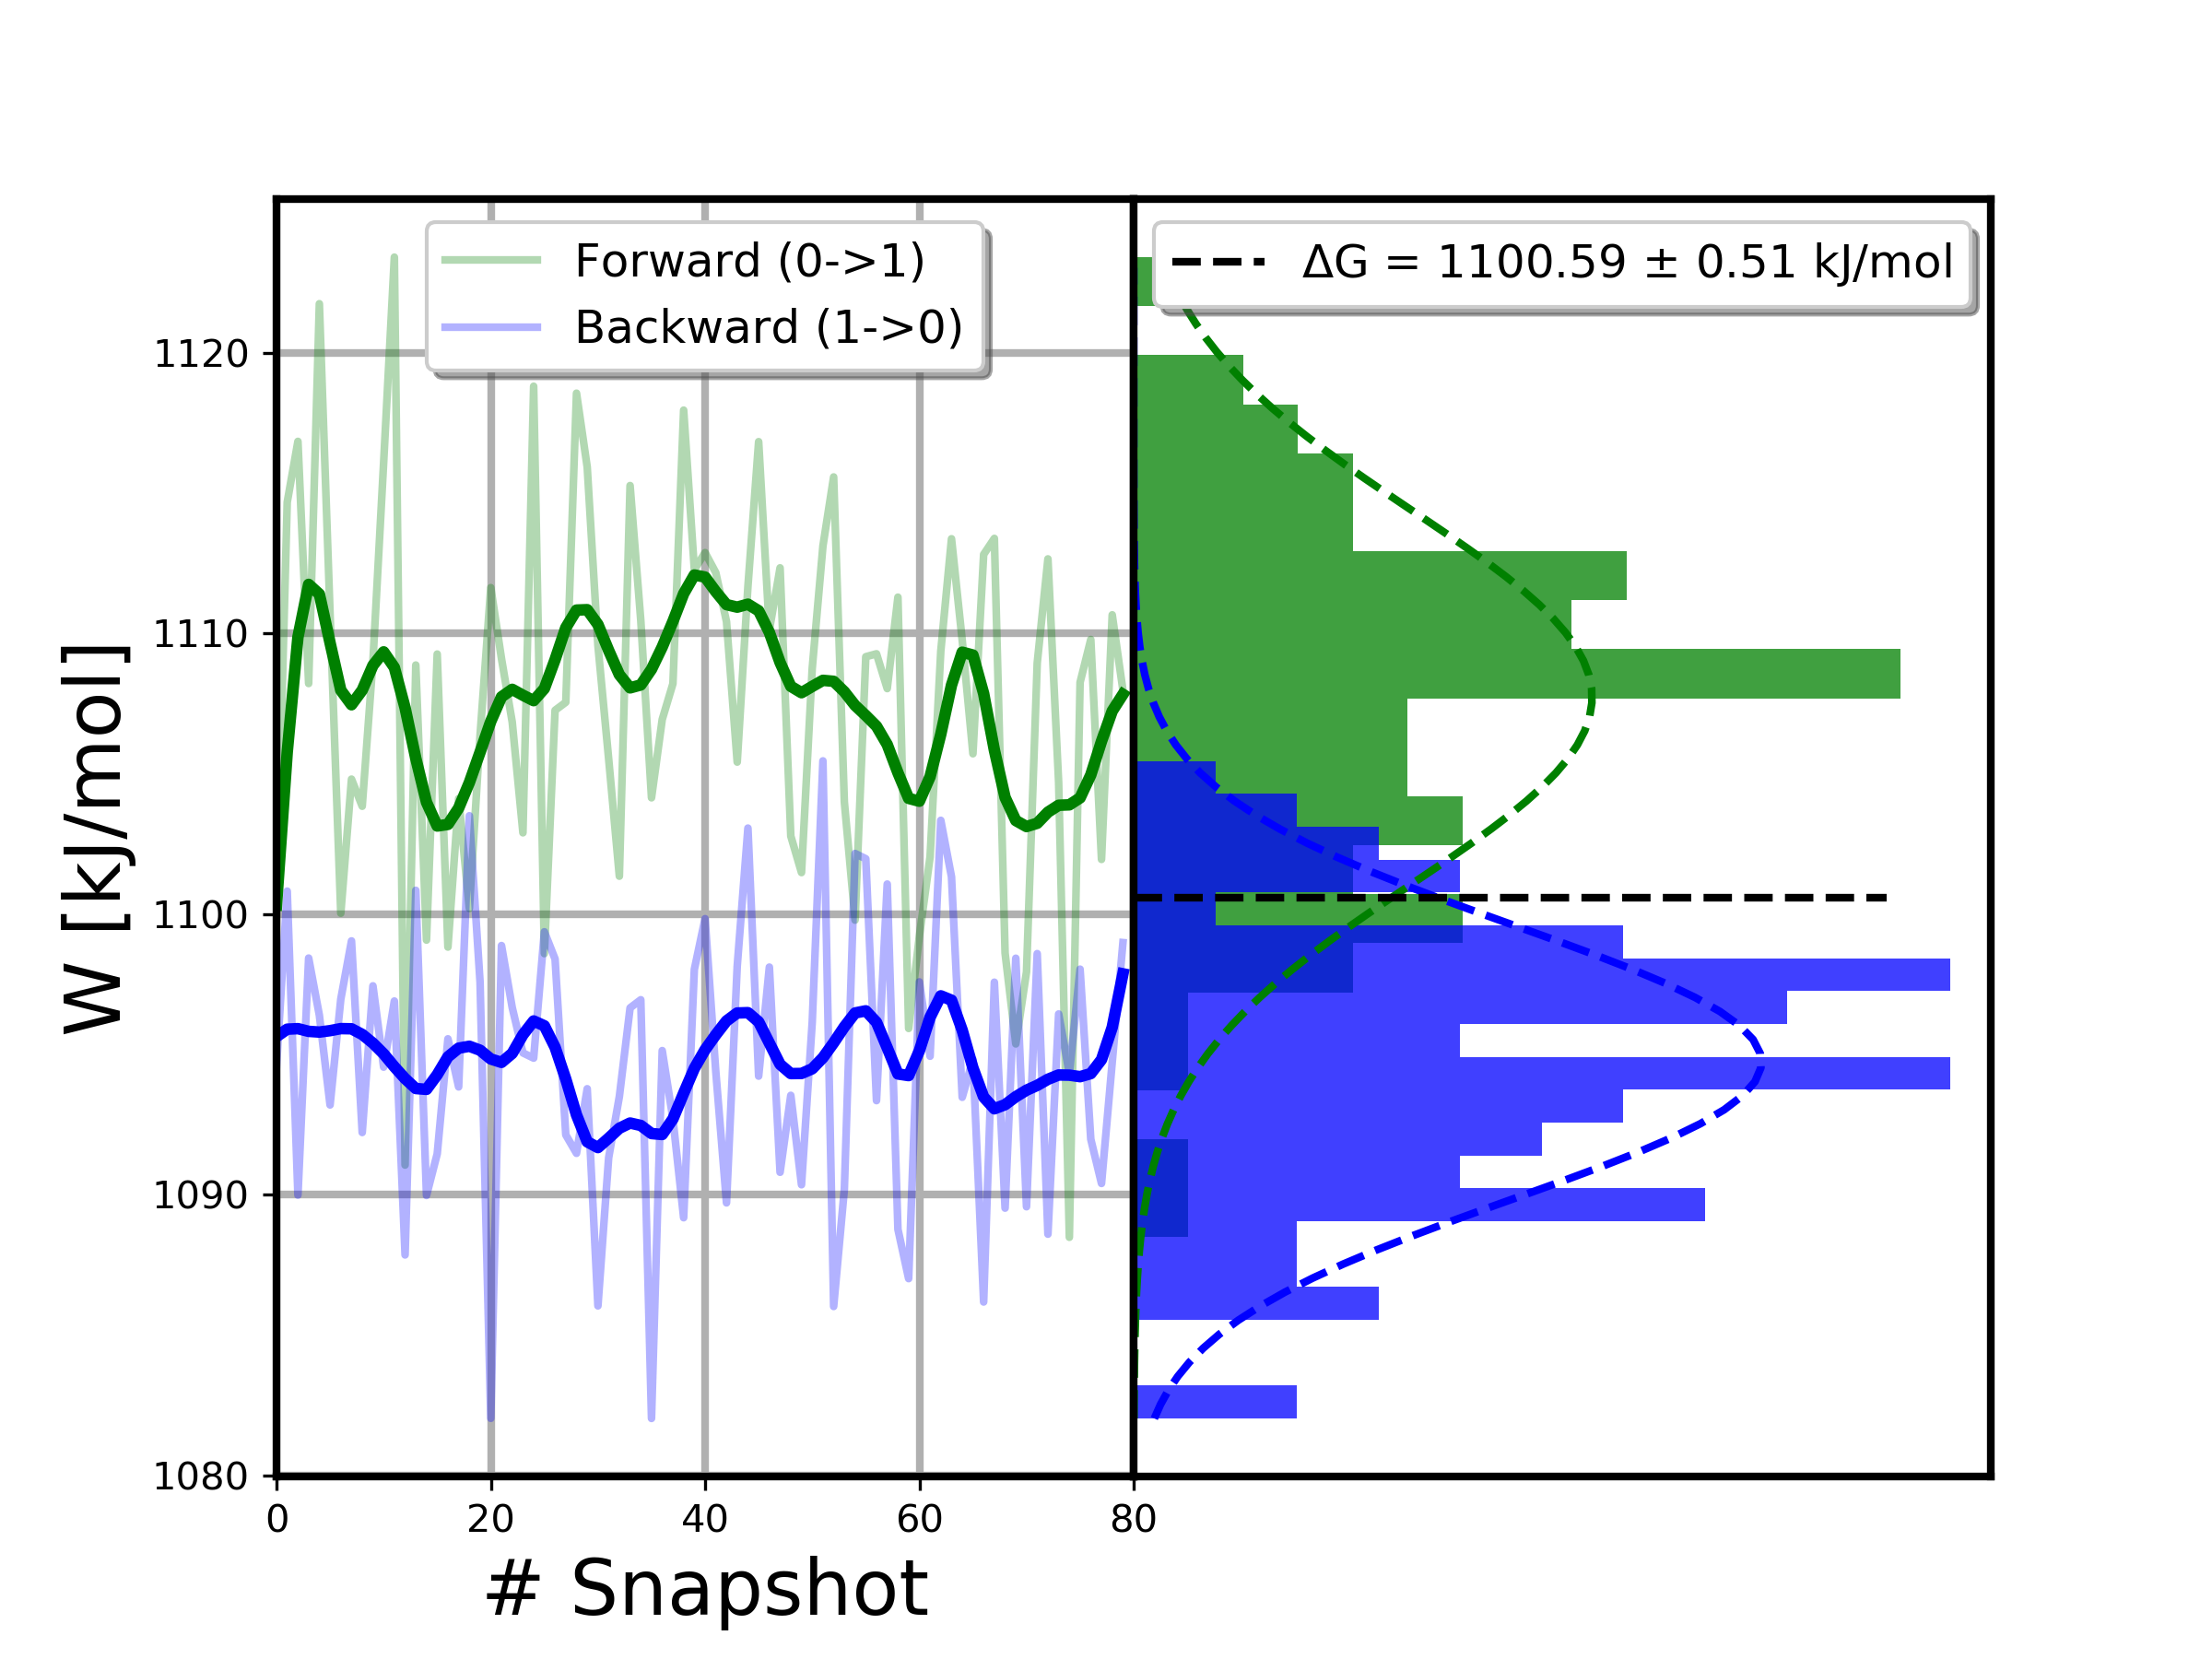 Forward (0->1)
Backward (1->0)
ΔG = 1100.59 ± 0.51 kJ/mol
W [kJ/mol]
1120
1110
1100
1090
1080
0 20 40 60 80
# Snapshot